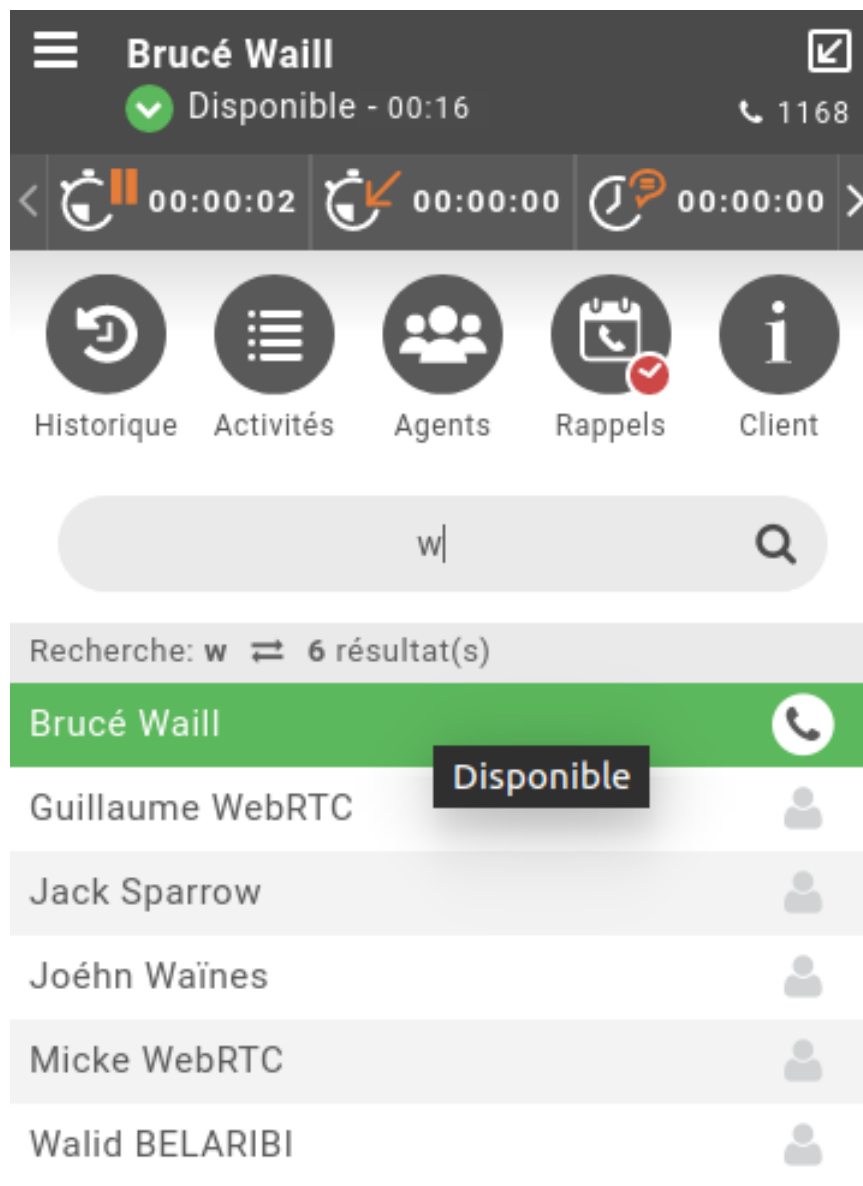 Brucé Waill
Disponible - 00:16
1168
00:00:02 00:00:00 00:00:00
Historique Activités Agents Rappels Client
w
Recherche: w 6 résultat(s)
Brucé Waill
Disponible
Guillaume WebRTC
Jack Sparrow
Joéhn Waïnes
Micke WebRTC
Walid BELARIBI